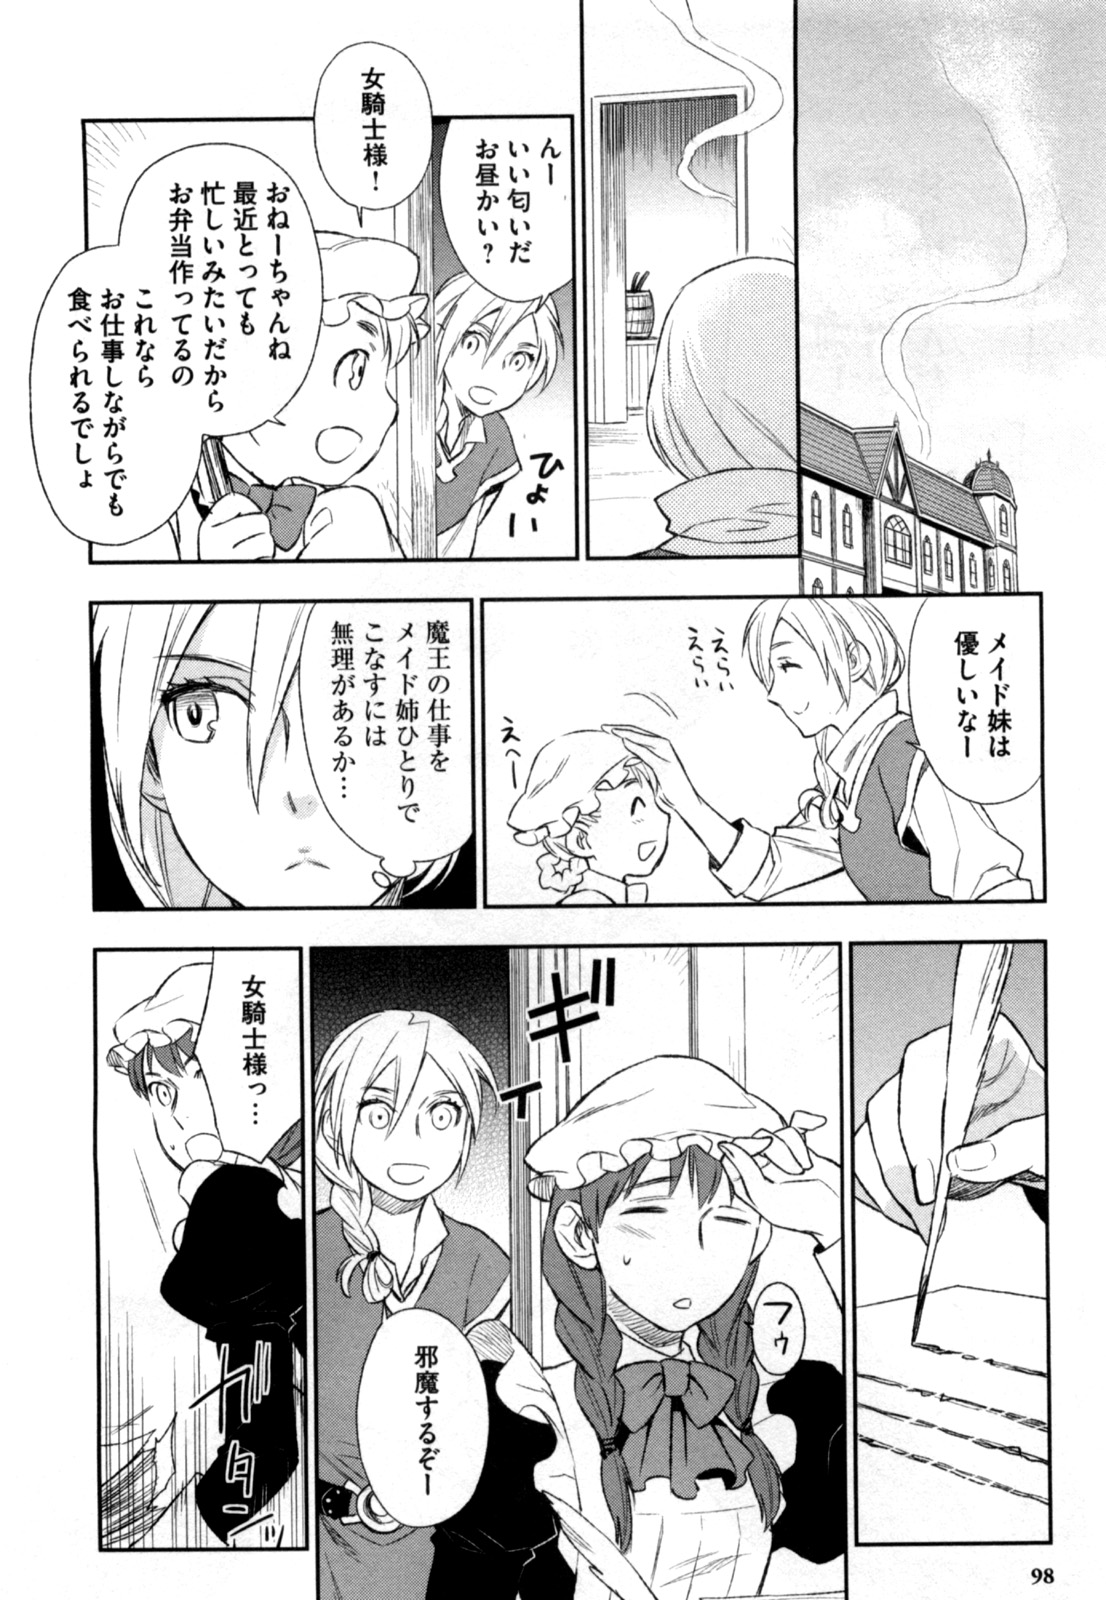 んー
いい匂いだ
お昼かい？
ひょい
女騎士様！
おねーちゃんね
最近とっても
忙しいみたいだから
お弁当作ってるの
これなら
お仕事しながらでも
食べられるでしょ
メイド妹は
優しいなー
えらい
えらい
えへー
魔王の仕事を
メイド姉ひとりで
こなすには
無理があるか…
フゥ
ギィ
邪魔するぞー
女騎士様っ…
ガタンッ
98